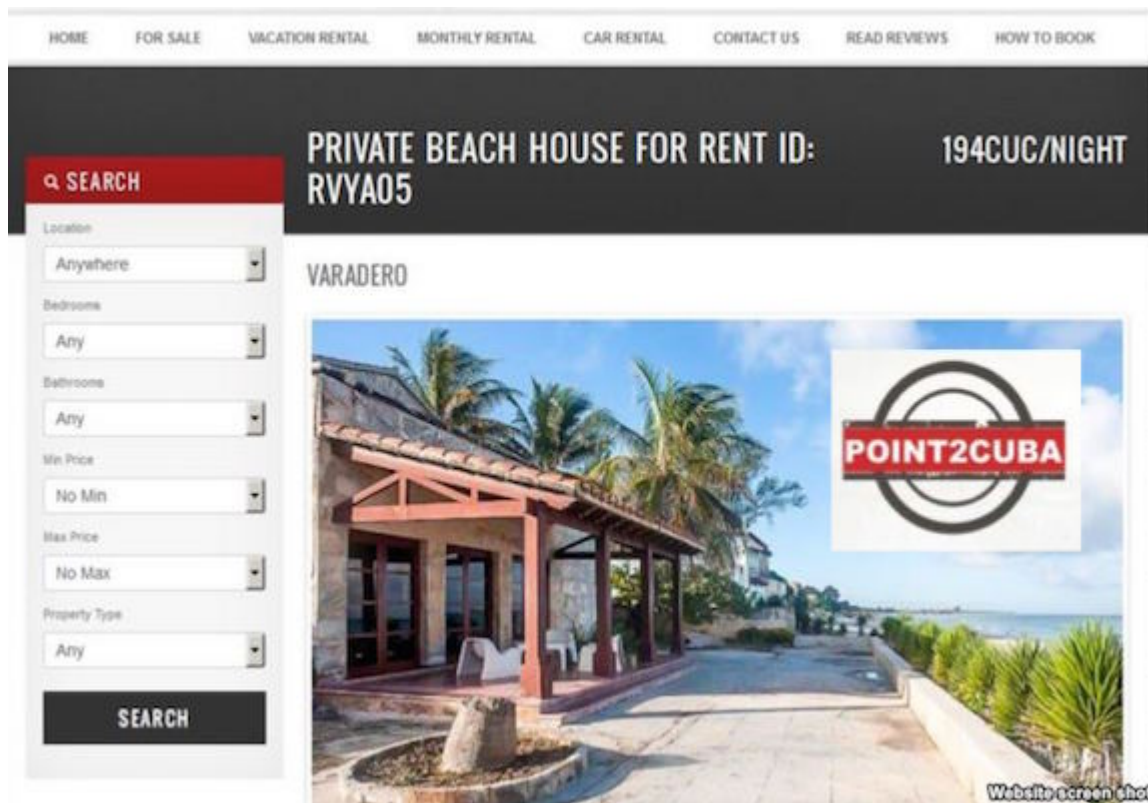 HOME FOR SALE VACATION RENTAL MONTHLY RENTAL CAR RENTAL CONTACT US READ REVIEWS HOW TO BOOK
PRIVATE BEACH HOUSE FOR RENT ID:
RVYA05
194CUC/NIGHT
SEARCH
Location
Anywhere
Bedrooms
Any
Bathrooms
Any
Min Price
No Min
Max Price
No Max
Property Type
Any
SEARCH
VARADERO
POINT2CUBA
Website screen sho